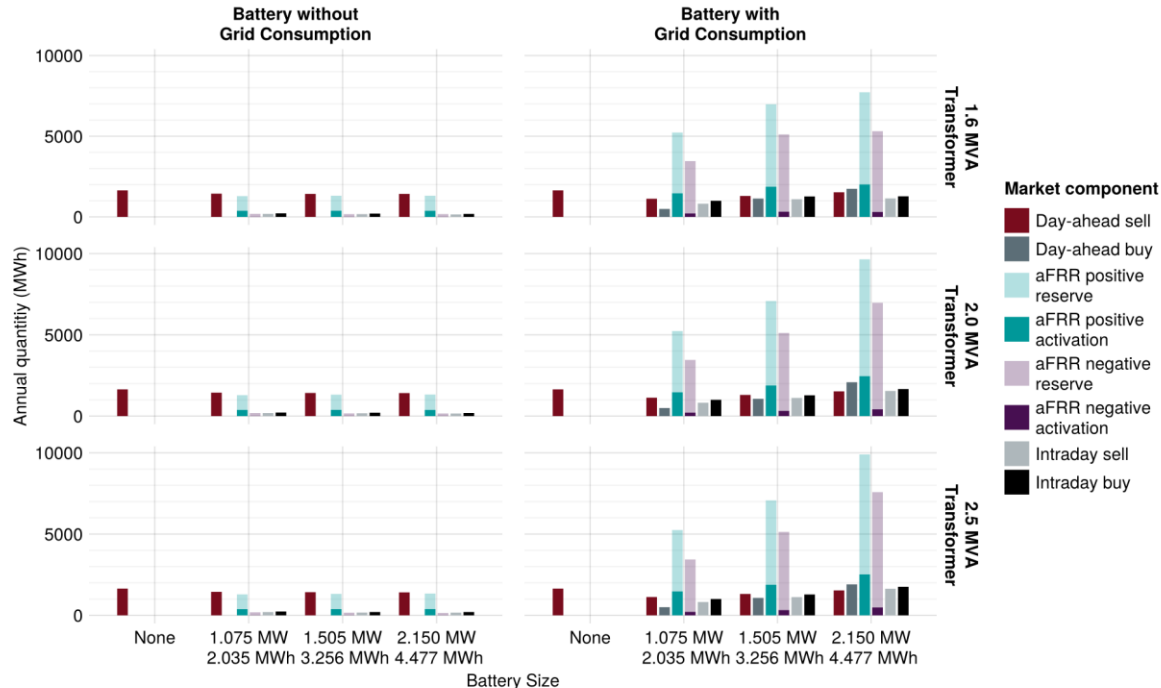 Battery without
Grid Consumption
Battery with
Grid Consumption
10000
5000
0
1.6 MVA
Transformer
10000
5000
0
2.0 MVA
Transformer
10000
5000
0
2.5 MVA
Transformer
Annual quantitiy (MWh)
None
1.075 MW
2.035 MWh
1.505 MW
3.256 MWh
2.150 MW
4.477 MWh
None
1.075 MW
2.035 MWh
1.505 MW
3.256 MWh
2.150 MW
4.477 MWh
Battery Size
Market component
Day-ahead sell
Day-ahead buy
aFRR positive
reserve
aFRR positive
activation
aFRR negative
reserve
aFRR negative
activation
Intraday sell
Intraday buy